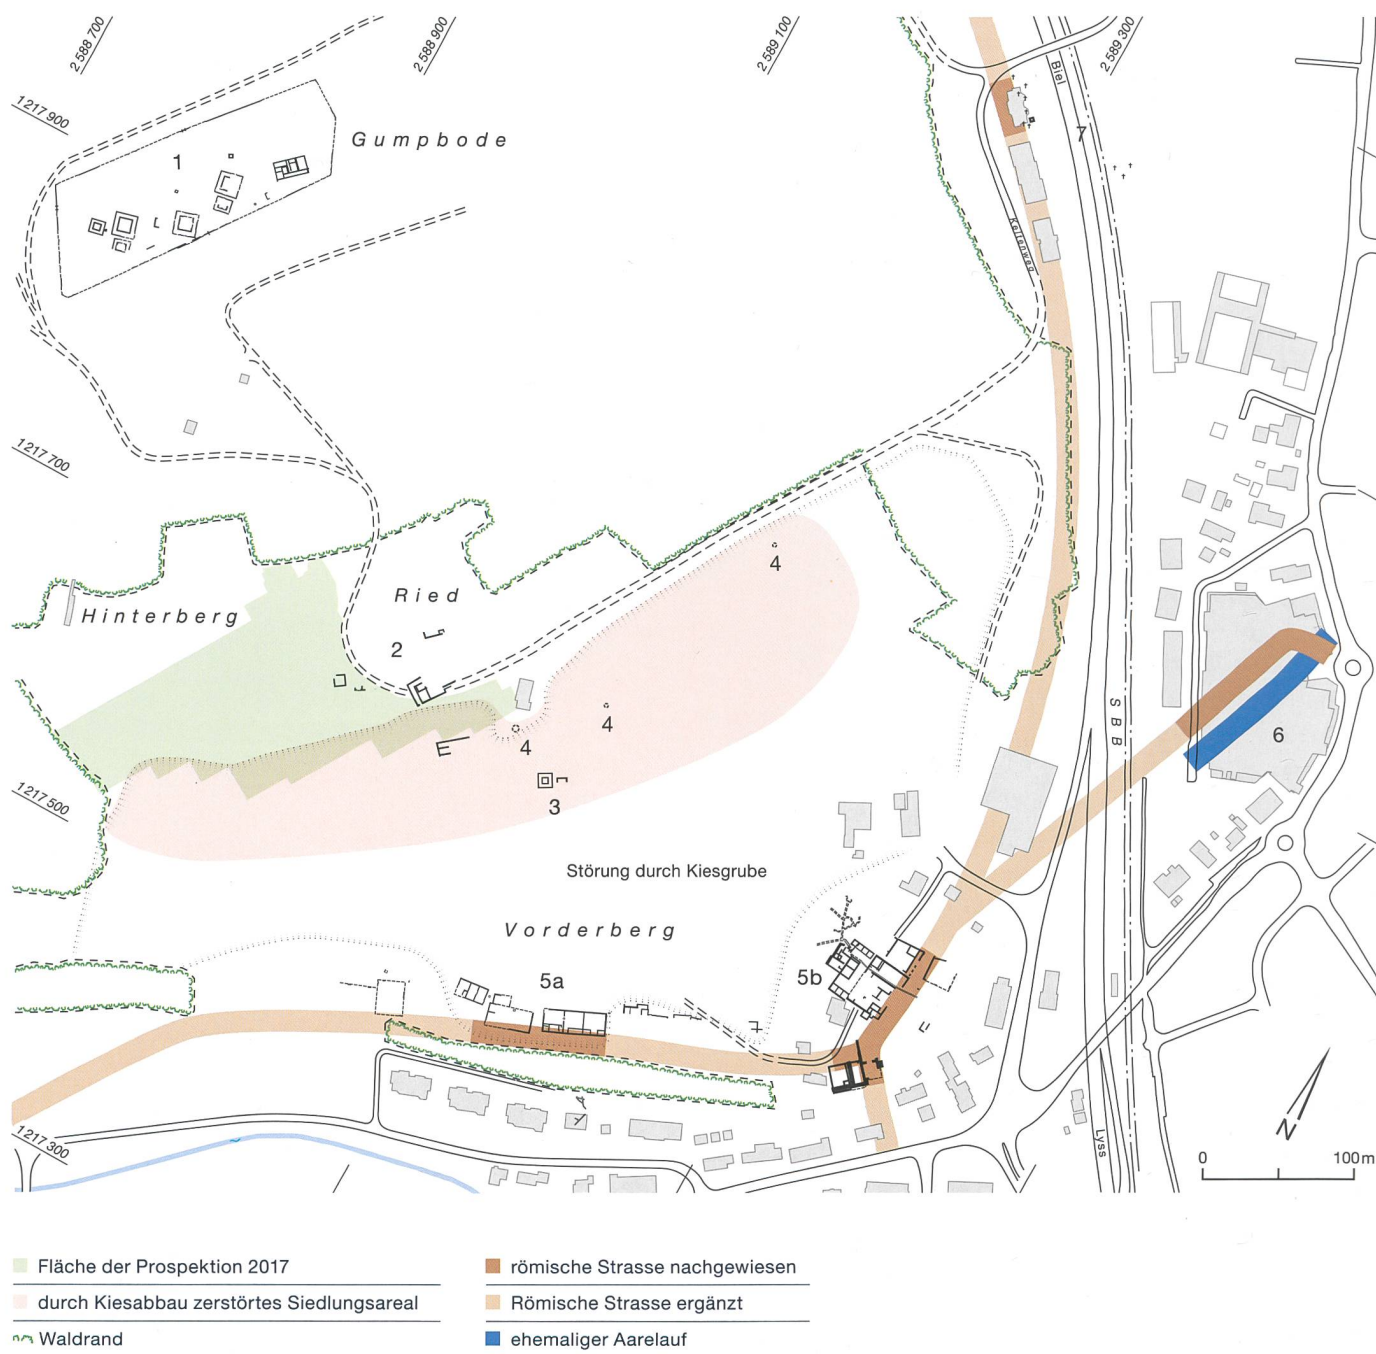 2 588 700
2 588 900
2 589 100
2 589 300
1 217 900
Gumpbode
1
Biel
7
Keltenweg
1 217 700
Hinterberg
Ried
2
4
4
4
3
SBB
6
1 217 500
Störung durch Kiesgrube
Vorderberg
5a
5b
1 217 300
Lyss
N
0 100 m
Fläche der Prospektion 2017
durch Kiesabbau zerstörtes Siedlungsareal
Waldrand
römische Strasse nachgewiesen
Römische Strasse ergänzt
ehemaliger Aarelauf